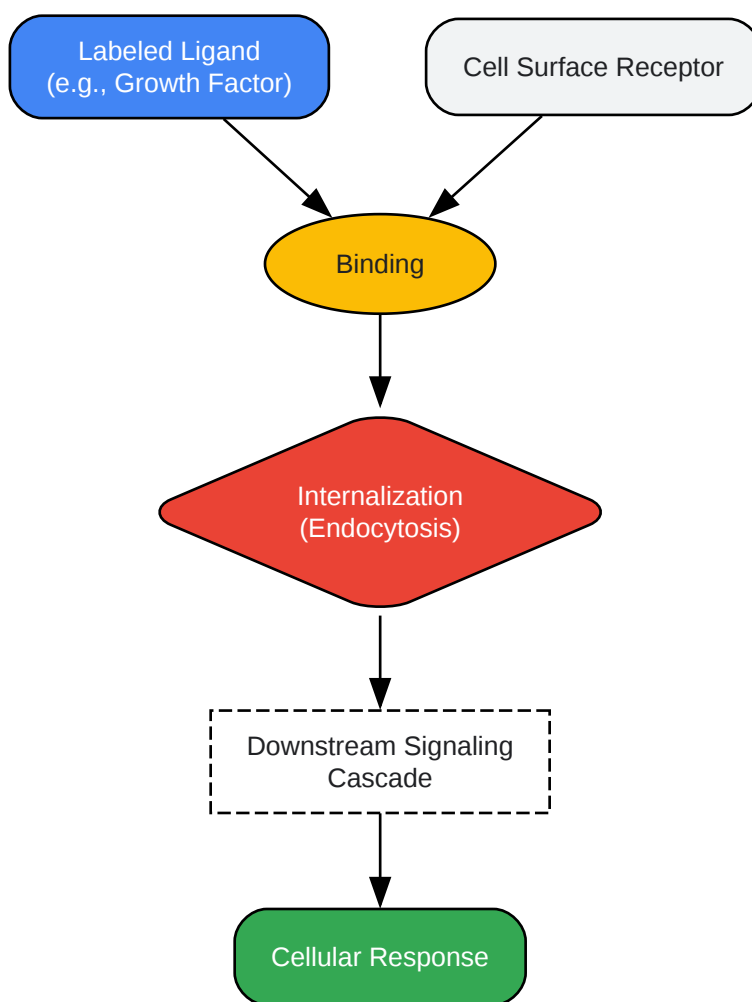 Labeled Ligand
(e.g., Growth Factor)
Cell Surface Receptor
Binding
Internalization
(Endocytosis)
Downstream Signaling
Cascade
Cellular Response